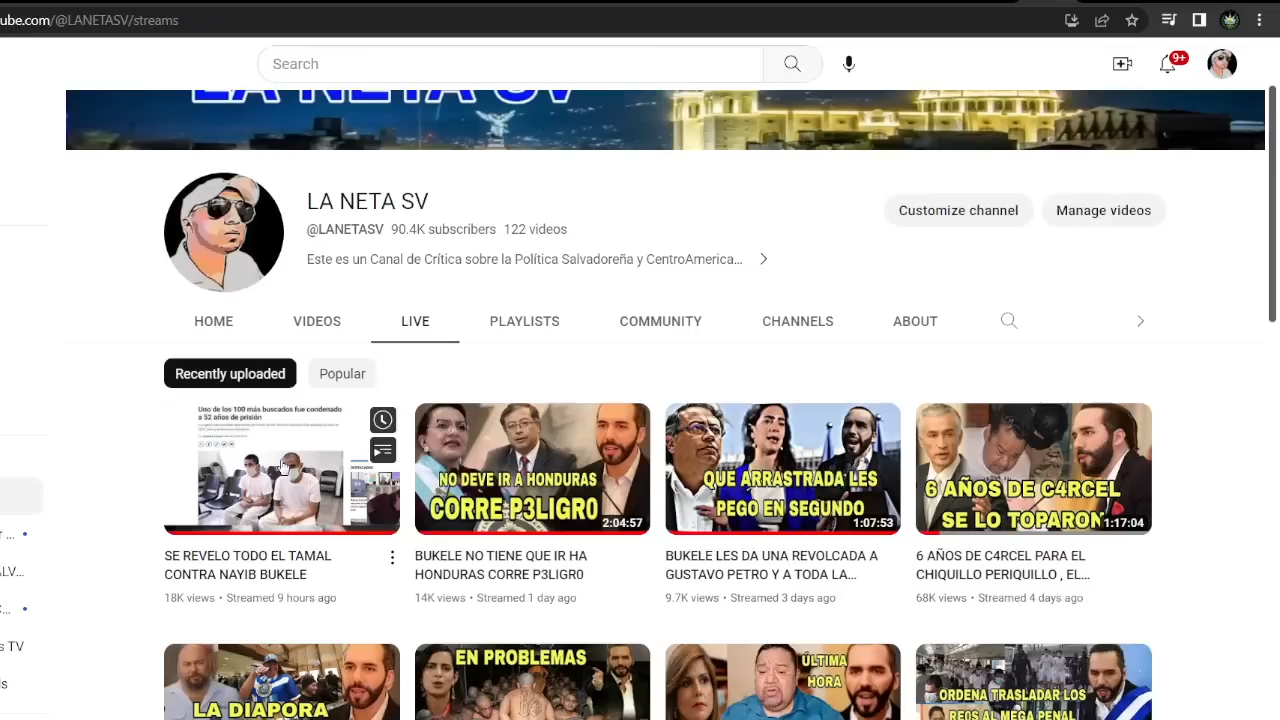 ube.com/@LANETASV/streams
Search
9+
LA NETA SV
LA NETA SV
@LANETASV 90.4K subscribers 122 videos
Este es un Canal de Crítica sobre la Política Salvadoreña y CentroAmerica...
Customize channel
Manage videos
HOME
VIDEOS
LIVE
PLAYLISTS
COMMUNITY
CHANNELS
ABOUT
Recently uploaded
Popular
Uno de los 100 más buscados fue condenado
a 52 años de prisión
NO DEVE IR A HONDURAS
CORRE P3LIGRO
2:04:57
QUE ARRASTRADA LES
PEGO EN SEGUNDO
1:07:53
6 AÑOS DE C4RCEL
SE LO TOPARON
1:17:04
SE REVELO TODO EL TAMAL
CONTRA NAYIB BUKELE
18K views • Streamed 9 hours ago
BUKELE NO TIENE QUE IR HA
HONDURAS CORRE P3LIGR0
14K views • Streamed 1 day ago
BUKELE LES DA UNA REVOLCADA A
GUSTAVO PETRO Y A TODA LA...
9.7K views • Streamed 3 days ago
6 AÑOS DE C4RCEL PARA EL
CHIQUILLO PERIQUILLO , EL...
68K views • Streamed 4 days ago
r ...
ALV...
C...
s TV
ls
LA DIAPORA
EN PROBLEMAS
ÚLTIMA
HORA
ORDENA TRASLADAR LOS
REOS AL MEGA PENAL